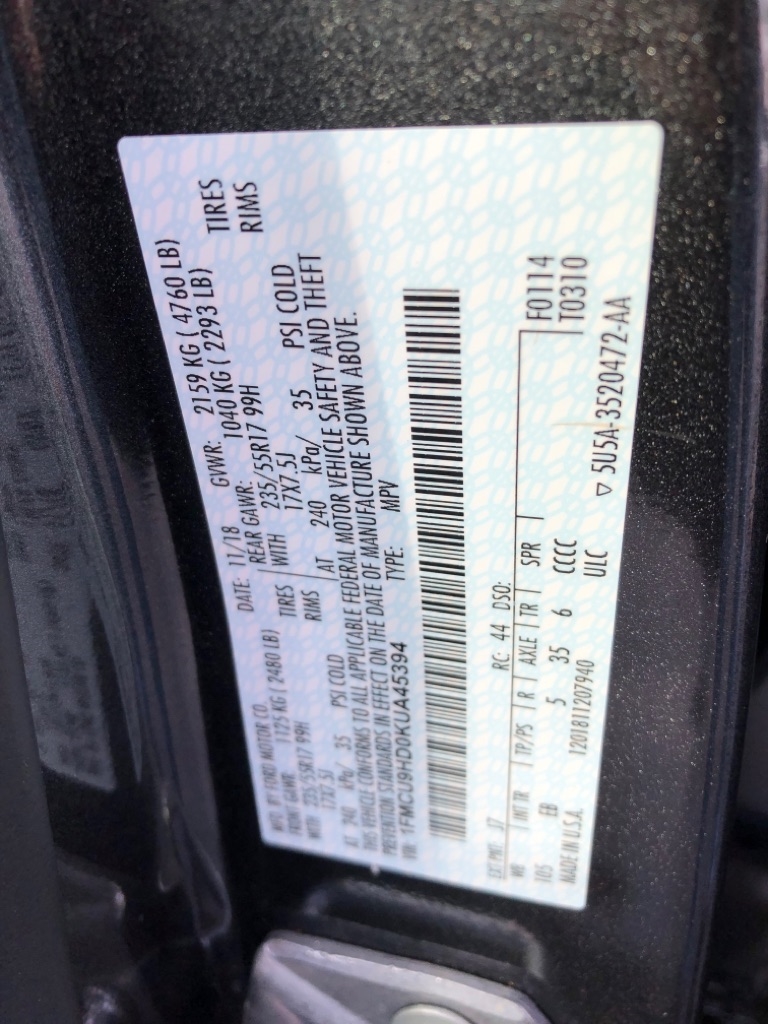 MFD. BY FORD MOTOR CO. DATE: 11/18 GVWR: 2159 KG ( 4760 LB)
FRONT GAWR: 1125 KG ( 2480 LB) REAR GAWR: 1040 KG ( 2293 LB)
WITH 235/55R17 99H TIRES WITH 235/55R17 99H TIRES
17X7.5J RIMS 17X7.5J RIMS
AT 240 kPa/ 35 PSI COLD AT 240 kPa/ 35 PSI COLD
THIS VEHICLE CONFORMS TO ALL APPLICABLE FEDERAL MOTOR VEHICLE SAFETY AND THEFT
PREVENTION STANDARDS IN EFFECT ON THE DATE OF MANUFACTURE SHOWN ABOVE.
VIN: 1FMCU9HD0KUA45394 TYPE: MPV
EXT PNT: J7 RC: 44 DSO: F0114
WB INT TR TP/PS R AXLE TR SPR T0310
105 EB 5 35 6 CCCC
MADE IN U.S.A. 1201811207940 ULC
▽ 5U5A-3520472-AA